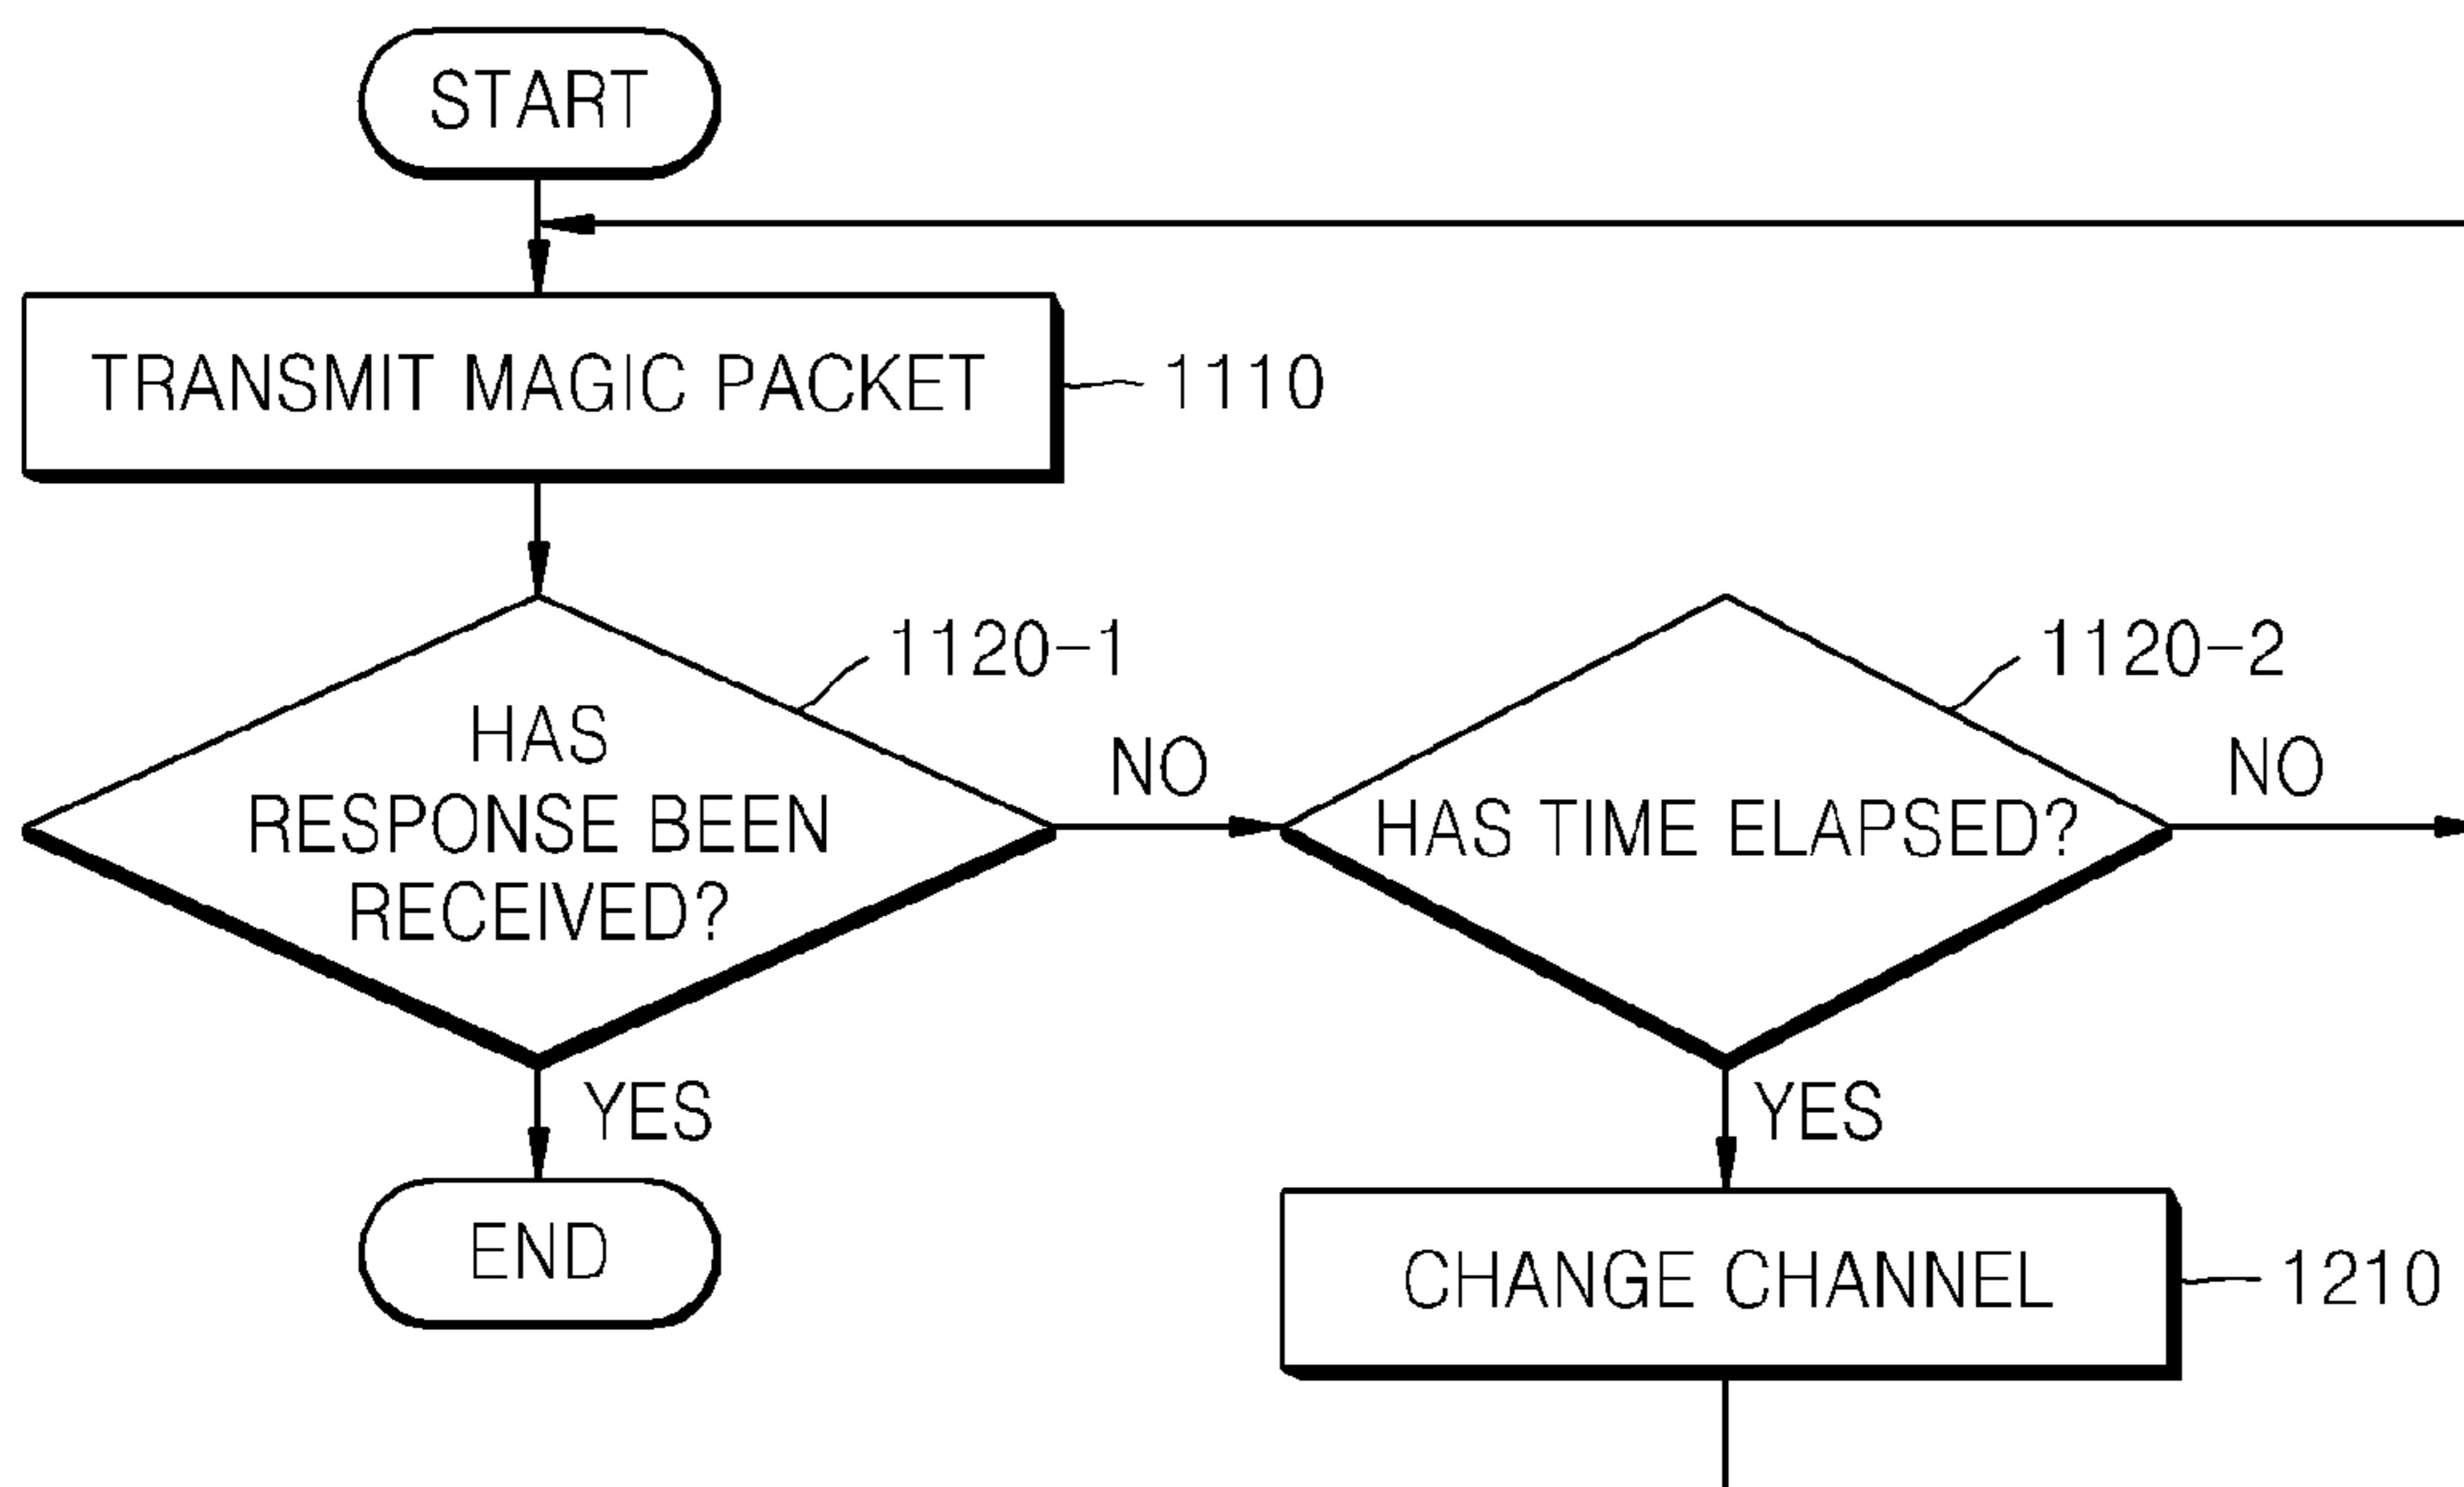 START
TRANSMIT MAGIC PACKET
1110
1120-1
HAS
RESPONSE BEEN
RECEIVED?
NO
YES
END
1120-2
HAS TIME ELAPSED?
NO
YES
CHANGE CHANNEL
1210